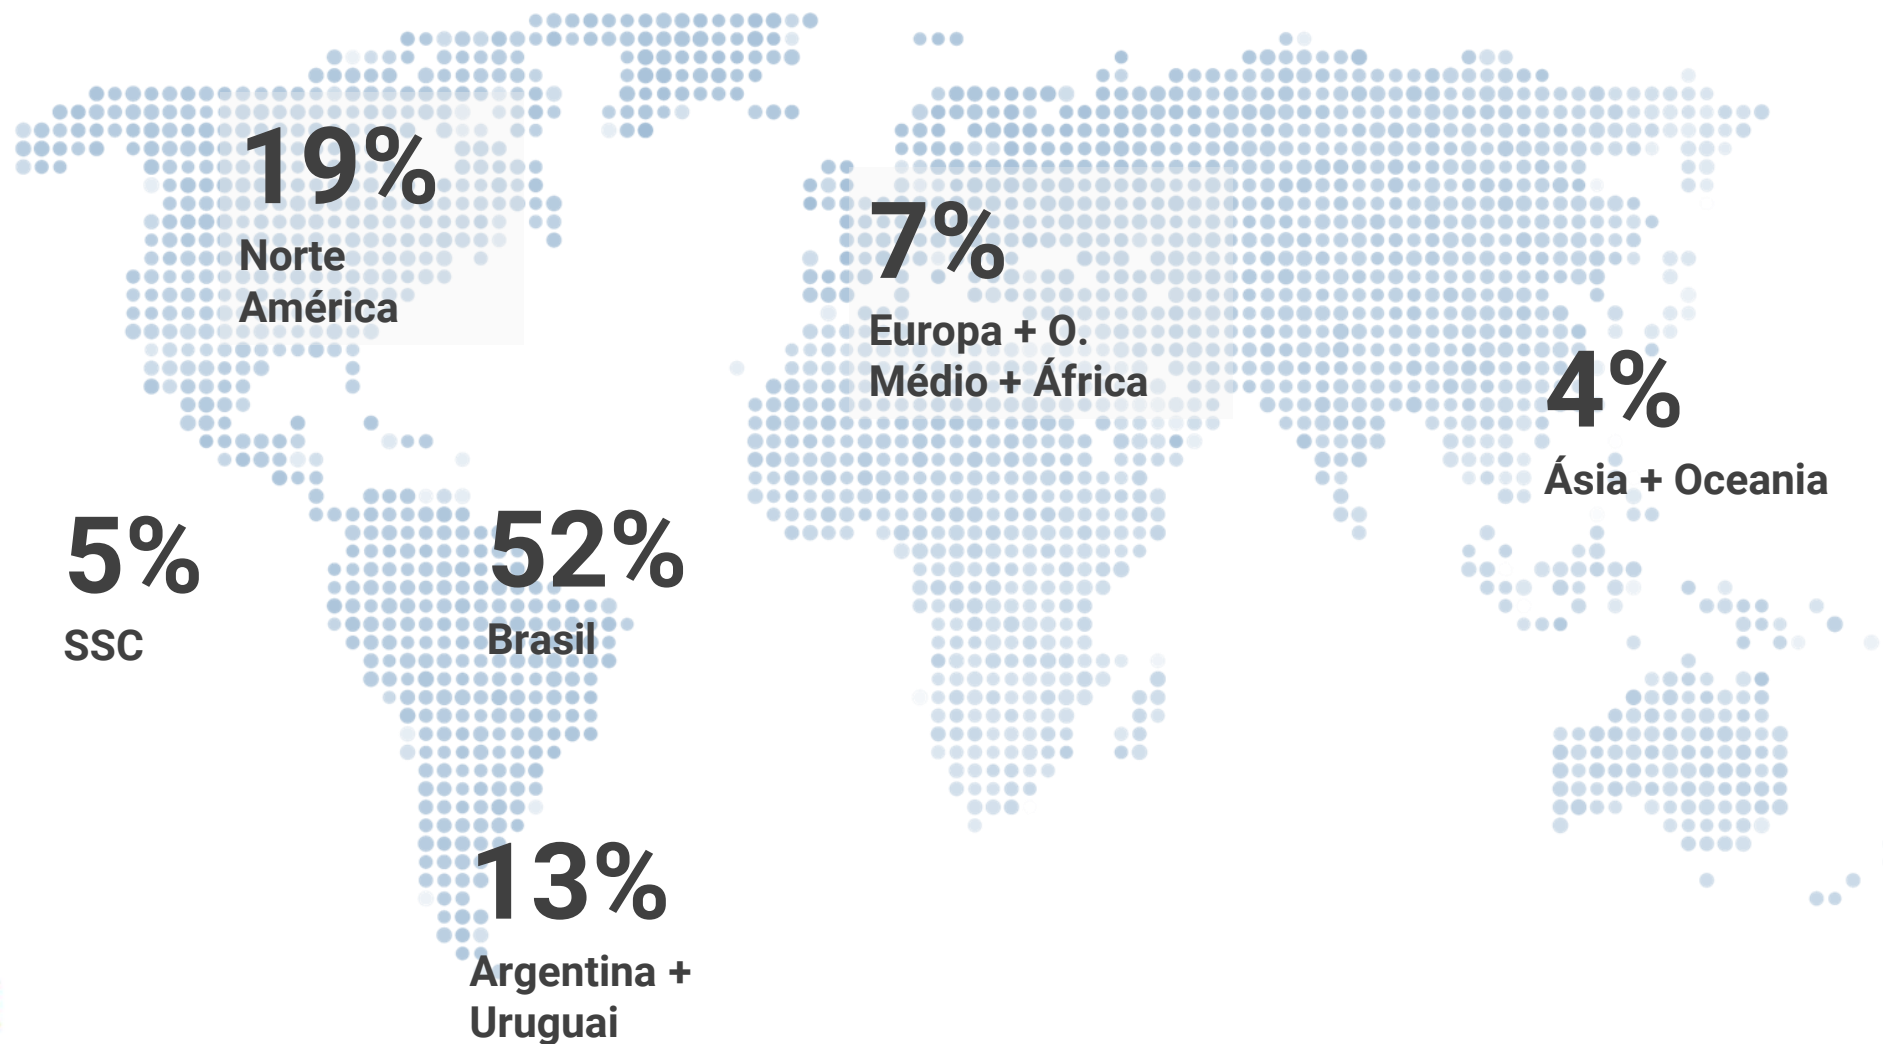 19%
Norte
América
7%
Europa + O.
Médio + África
4%
Ásia + Oceania
5%
SSC
52%
Brasil
13%
Argentina +
Uruguai